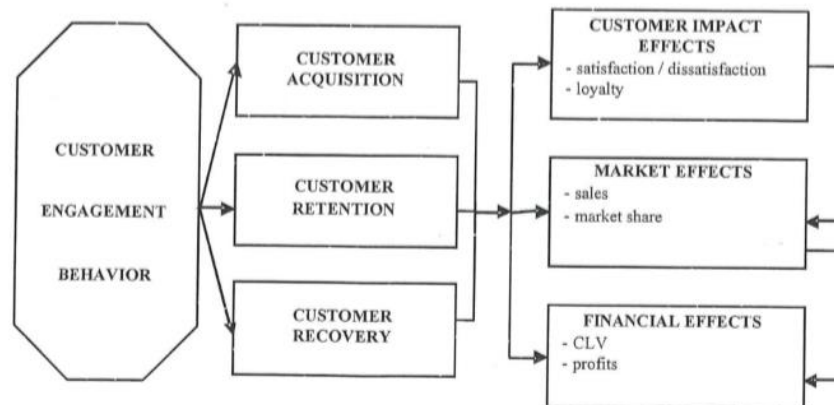 CUSTOMER
ENGAGEMENT
BEHAVIOR
CUSTOMER
ACQUISITION
CUSTOMER
RETENTION
CUSTOMER
RECOVERY
CUSTOMER IMPACT
EFFECTS
- satisfaction / dissatisfaction
- loyalty
MARKET EFFECTS
- sales
- market share
FINANCIAL EFFECTS
- CLV
- profits